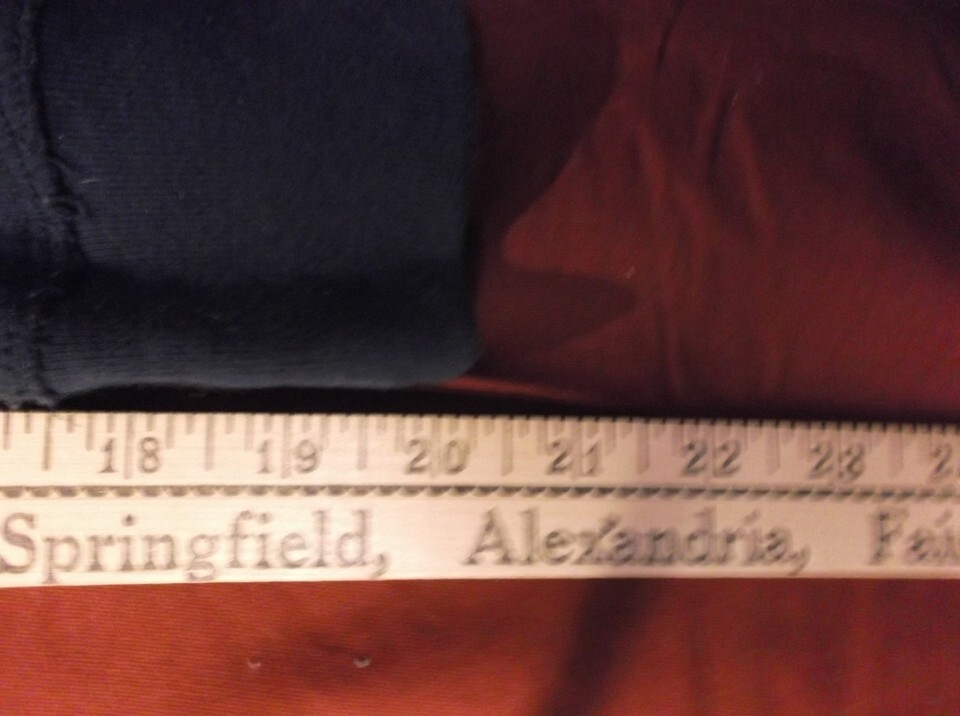 18 19 20 21 22 23
Springfield, Alexandria,